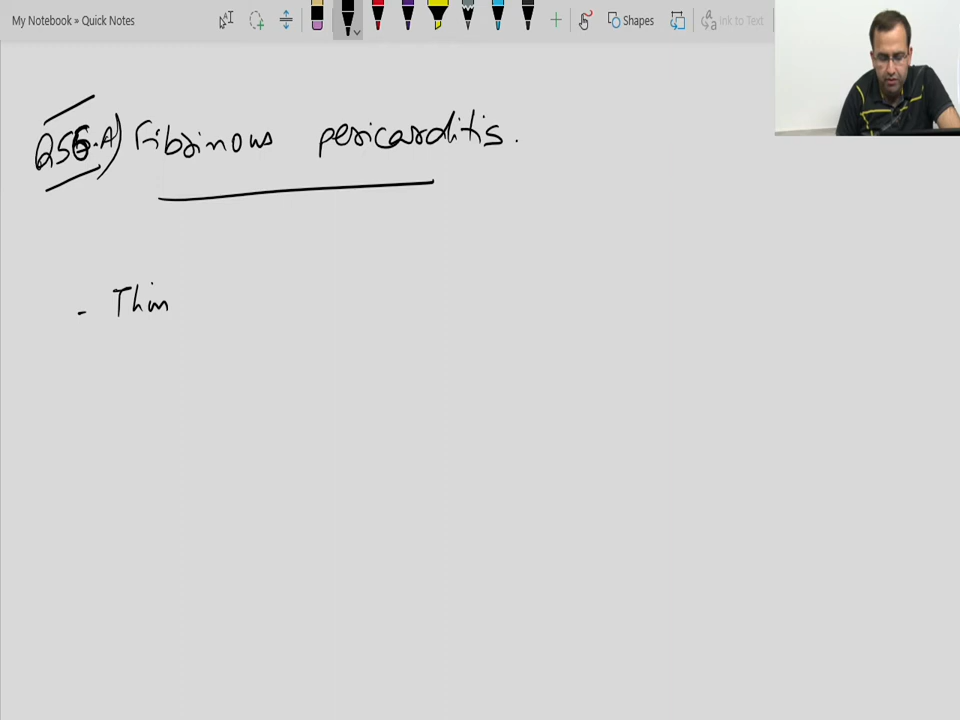 My Notebook » Quick Notes
Shapes
Ink to Text
Q56.A) Fibrinous pericarditis.
- Thin